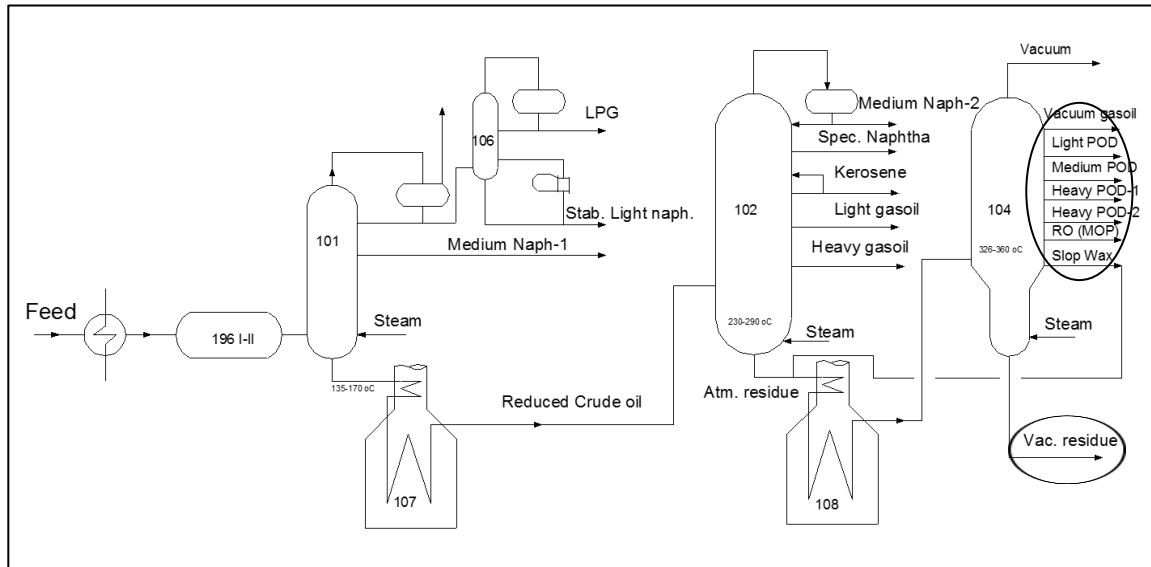 Vacuum
LPG
106
Medium Naph-2
Vacuum gasoil
Spec. Naphtha
Light POD
Medium POD
Kerosene
Heavy POD-1
Stab. Light naph.
Light gasoil
Heavy POD-2
102
104
RO (MOP)
101
Medium Naph-1
Heavy gasoil
326-360 oC
Slop Wax
Feed
196 I-II
Steam
230-290 oC
Steam
Steam
135-170 oC
Reduced Crude oil
Atm. residue
Vac. residue
107
108